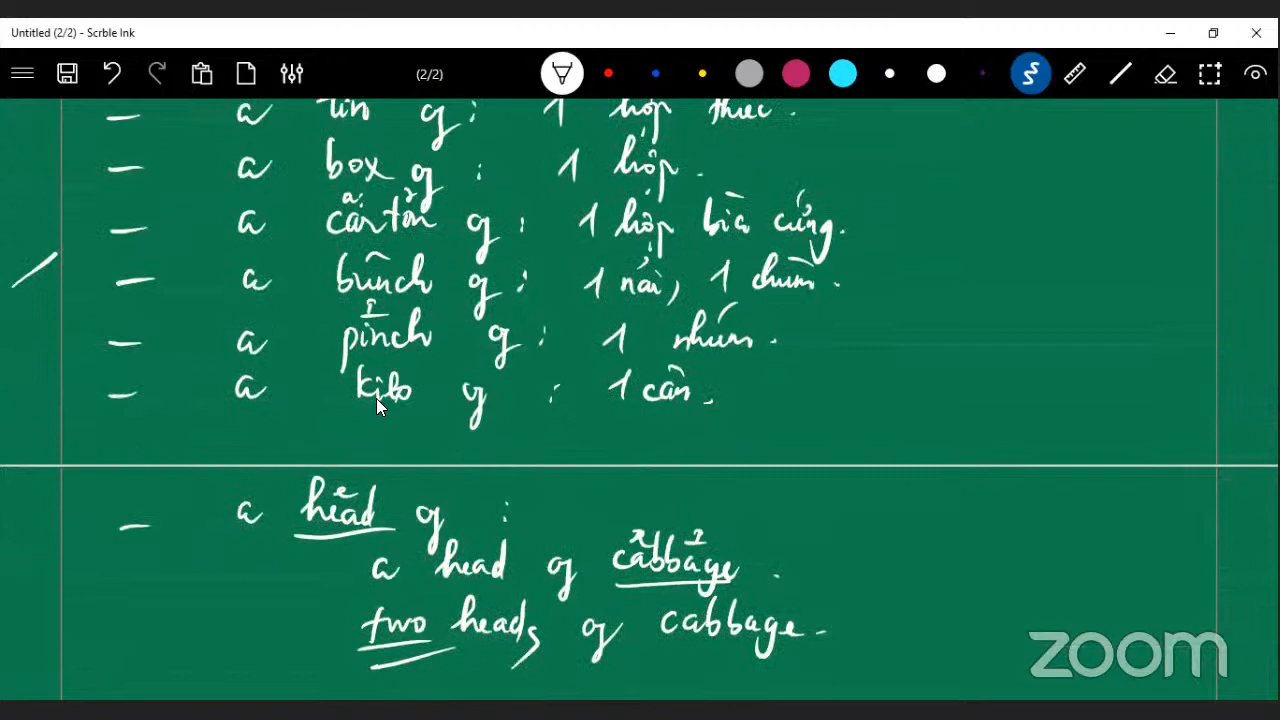 Untitled (2/2) - Scrble Ink
(2/2)
- a tin of : 1 hộp thiếc.
- a box of : 1 hộp.
- a carton of : 1 hộp bìa cứng.
- a bunch of : 1 nải, 1 chùm.
- a pinch of : 1 nhúm.
- a kilo of : 1 cân.
- a head of :
a head of cabbage.
two heads of cabbage.
zoom